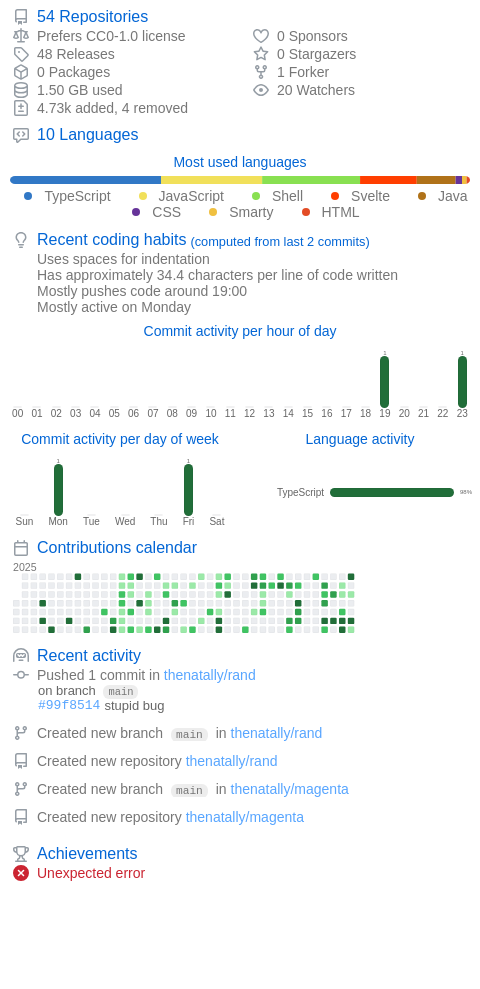 54 Repositories
Prefers CC0-1.0 license
0 Sponsors
48 Releases
0 Stargazers
0 Packages
1 Forker
1.50 GB used
20 Watchers
4.73k added, 4 removed
10 Languages
Most used languages
TypeScript JavaScript Shell Svelte Java
CSS Smarty HTML
Recent coding habits (computed from last 2 commits)
Uses spaces for indentation
Has approximately 34.4 characters per line of code written
Mostly pushes code around 19:00
Mostly active on Monday
Commit activity per hour of day
1 1
00 01 02 03 04 05 06 07 08 09 10 11 12 13 14 15 16 17 18 19 20 21 22 23
Commit activity per day of week
1 1
Sun Mon Tue Wed Thu Fri Sat
Language activity
TypeScript 98%
Contributions calendar
2025
Recent activity
Pushed 1 commit in thenatally/rand
on branch main
#99f8514 stupid bug
Created new branch main in thenatally/rand
Created new repository thenatally/rand
Created new branch main in thenatally/magenta
Created new repository thenatally/magenta
Achievements
Unexpected error